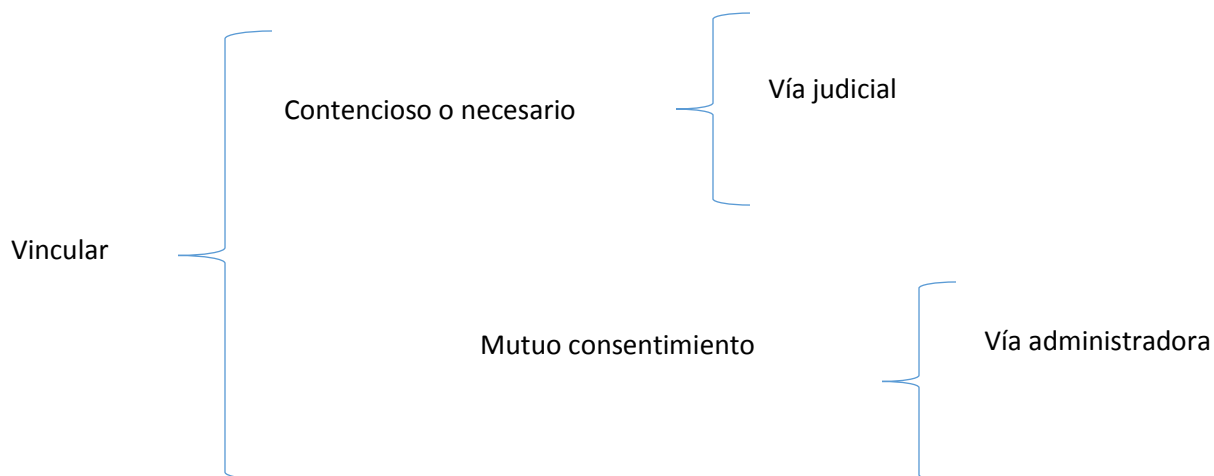 Vincular
Contencioso o necesario
Vía judicial
Mutuo consentimiento
Vía administradora